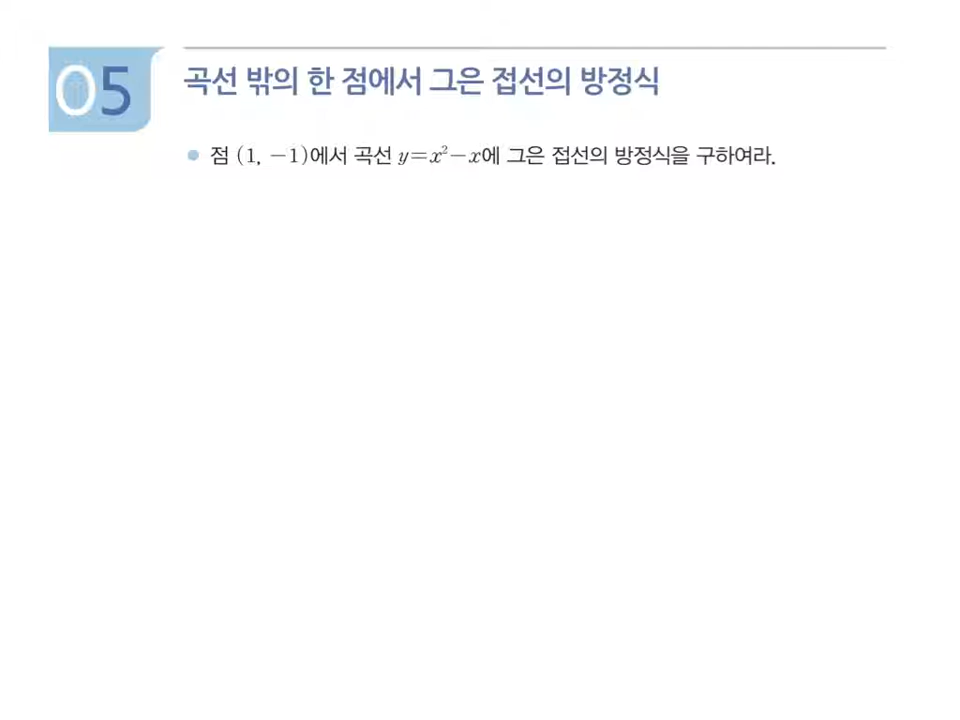 05
곡선 밖의 한 점에서 그은 접선의 방정식
점 (1, −1)에서 곡선 y=x²−x에 그은 접선의 방정식을 구하여라.